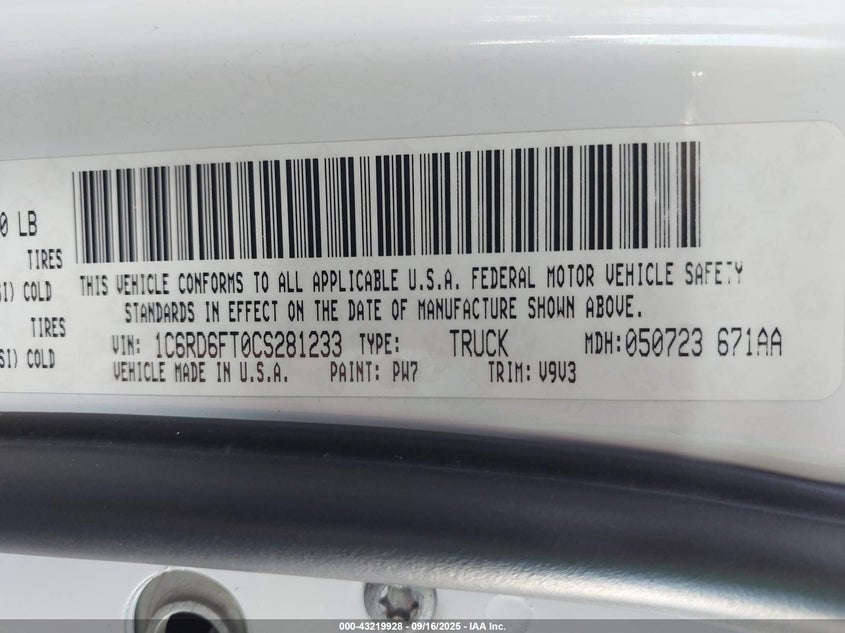 0 LB
TIRES
SI) COLD
TIRES
SI) COLD
THIS VEHICLE CONFORMS TO ALL APPLICABLE U.S.A. FEDERAL MOTOR VEHICLE SAFETY
STANDARDS IN EFFECT ON THE DATE OF MANUFACTURE SHOWN ABOVE.
VIN: 1C6RD6FT0CS281233 TYPE: TRUCK MDH:050723 671AA
VEHICLE MADE IN U.S.A. PAINT: PW7 TRIM: V9V3
000-43219928 - 09/16/2025 - IAA Inc.